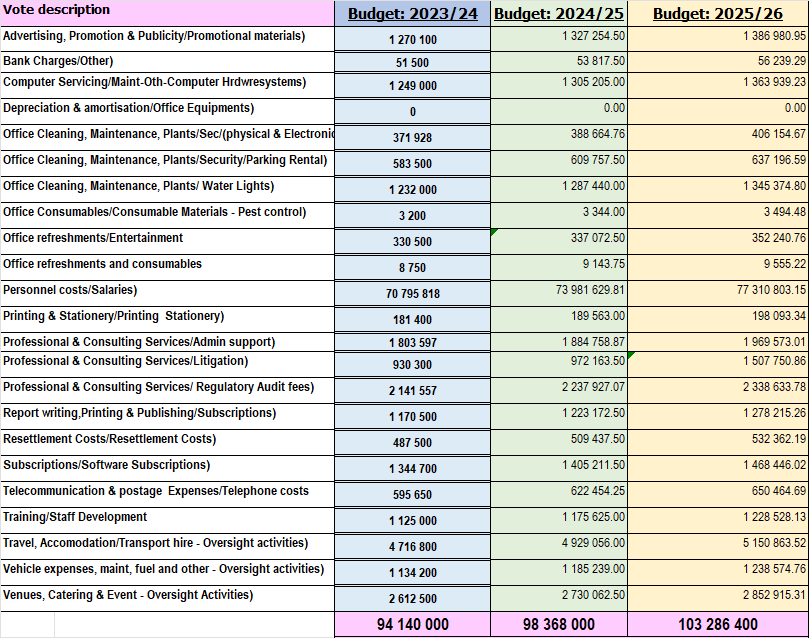 Vote description Budget: 2023/24 Budget: 2024/25 Budget: 2025/26
Advertising, Promotion & Publicity/Promotional materials) 1 270 100 1 327 254.50 1 386 980.95
Bank Charges/Other) 51 500 53 817.50 56 239.29
Computer Servicing/Maint-Oth-Computer Hrdwresystems) 1 249 000 1 305 205.00 1 363 939.23
Depreciation & amortisation/Office Equipments) 0 0.00 0.00
Office Cleaning, Maintenance, Plants/Sec/(physical & Electronic 371 928 388 664.76 406 154.67
Office Cleaning, Maintenance, Plants/Security/Parking Rental) 583 500 609 757.50 637 196.59
Office Cleaning, Maintenance, Plants/ Water Lights) 1 232 000 1 287 440.00 1 345 374.80
Office Consumables/Consumable Materials - Pest control) 3 200 3 344.00 3 494.48
Office refreshments/Entertainment 330 500 337 072.50 352 240.76
Office refreshments and consumables 8 750 9 143.75 9 555.22
Personnel costs/Salaries) 70 795 818 73 981 629.81 77 310 803.15
Printing & Stationery/Printing Stationery) 181 400 189 563.00 198 093.34
Professional & Consulting Services/Admin support) 1 803 597 1 884 758.87 1 969 573.01
Professional & Consulting Services/Litigation) 930 300 972 163.50 1 507 750.86
Professional & Consulting Services/ Regulatory Audit fees) 2 141 557 2 237 927.07 2 338 633.78
Report writing,Printing & Publishing/Subscriptions) 1 170 500 1 223 172.50 1 278 215.26
Resettlement Costs/Resettlement Costs) 487 500 509 437.50 532 362.19
Subscriptions/Software Subscriptions) 1 344 700 1 405 211.50 1 468 446.02
Telecommunication & postage Expenses/Telephone costs 595 650 622 454.25 650 464.69
Training/Staff Development 1 125 000 1 175 625.00 1 228 528.13
Travel, Accomodation/Transport hire - Oversight activities) 4 716 800 4 929 056.00 5 150 863.52
Vehicle expenses, maint, fuel and other - Oversight activities) 1 134 200 1 185 239.00 1 238 574.76
Venues, Catering & Event - Oversight Activities) 2 612 500 2 730 062.50 2 852 915.31
94 140 000 98 368 000 103 286 400